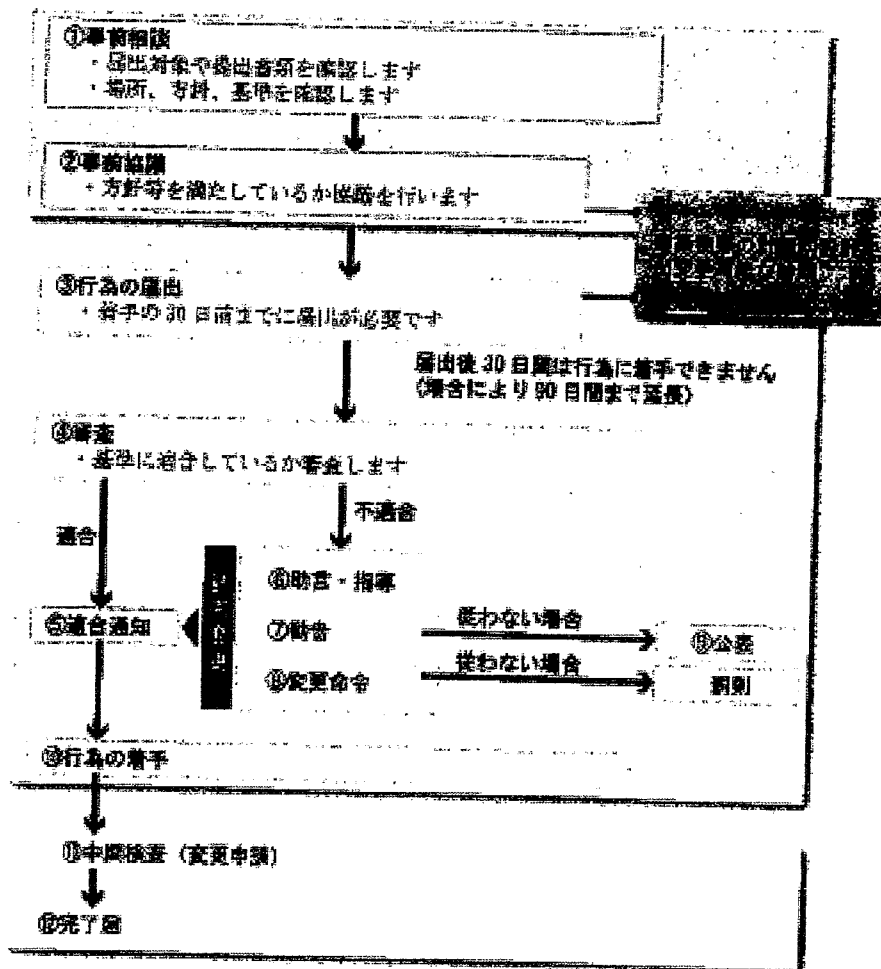 ①事前相談
・届出対象や提出書類を確認します
・場所、方針、基準を確認します
②事前協議
・方針等を満たしているか協議を行います
③行為の届出
・着手の30日前までに届出が必要です
届出後30日間は行為に着手できません
(場合により90日間まで延長)
④審査
・基準に適合しているか審査します
適合
不適合
⑤適合通知
⑥助言・指導
⑦勧告
従わない場合
⑨公表
⑧変更命令
従わない場合
罰則
⑩行為の着手
⑪中間検査（変更申請）
⑫完了届